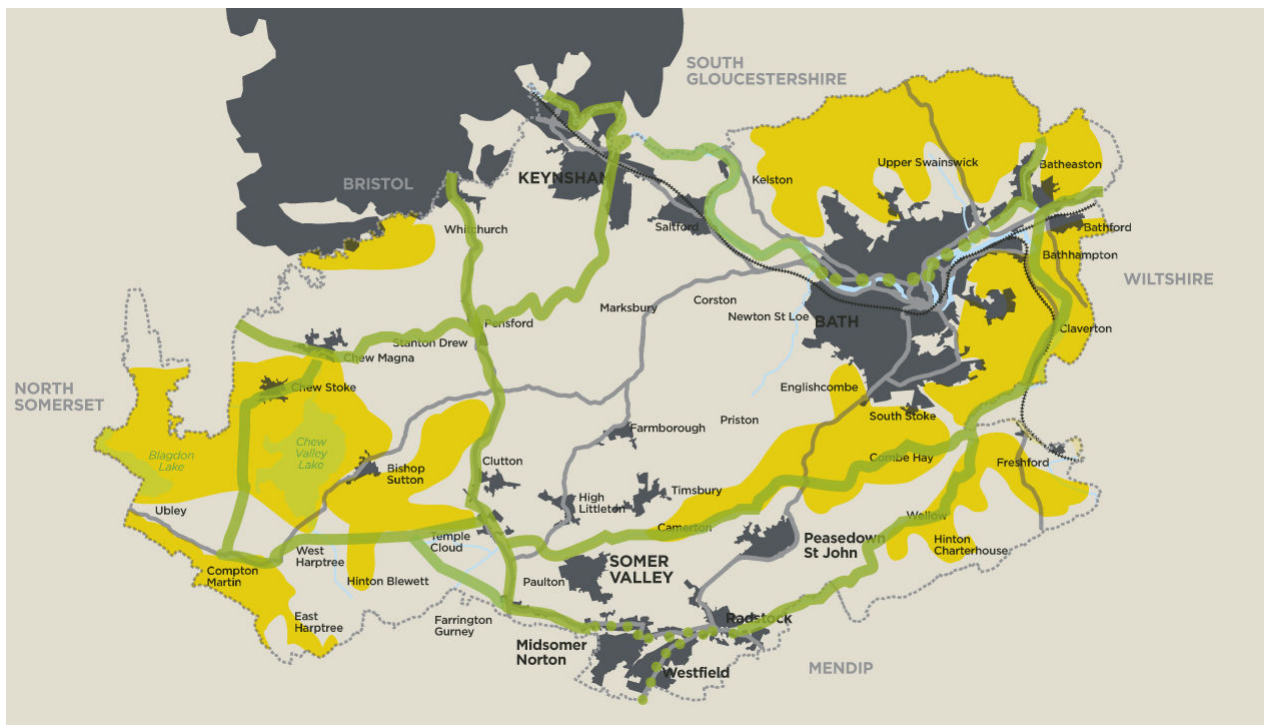 SOUTH
GLOUCESTERSHIRE
Upper Swainswick
Batheaston
BRISTOL
KEYNSHAM
Kelston
Whitchurch
Saltford
Bathford
Bathhampton
WILTSHIRE
Marksbury
Corston
Newton St Loe
BATH
Pensford
Stanton Drew
Claverton
Chew Magna
NORTH
SOMERSET
Chew Stoke
Englishcombe
South Stoke
Priston
Farmborough
Blagdon
Lake
Chew
Valley
Lake
Bishop
Sutton
Clutton
Combe Hay
Freshford
Timsbury
High
Littleton
Ubley
Camerton
Wellow
Temple
Cloud
West
Harptree
Peasedown
St John
Hinton
Charterhouse
SOMER
VALLEY
Compton
Martin
Hinton Blewett
Paulton
East
Harptree
Farrington
Gurney
Radstock
Midsomer
Norton
Westfield
MENDIP